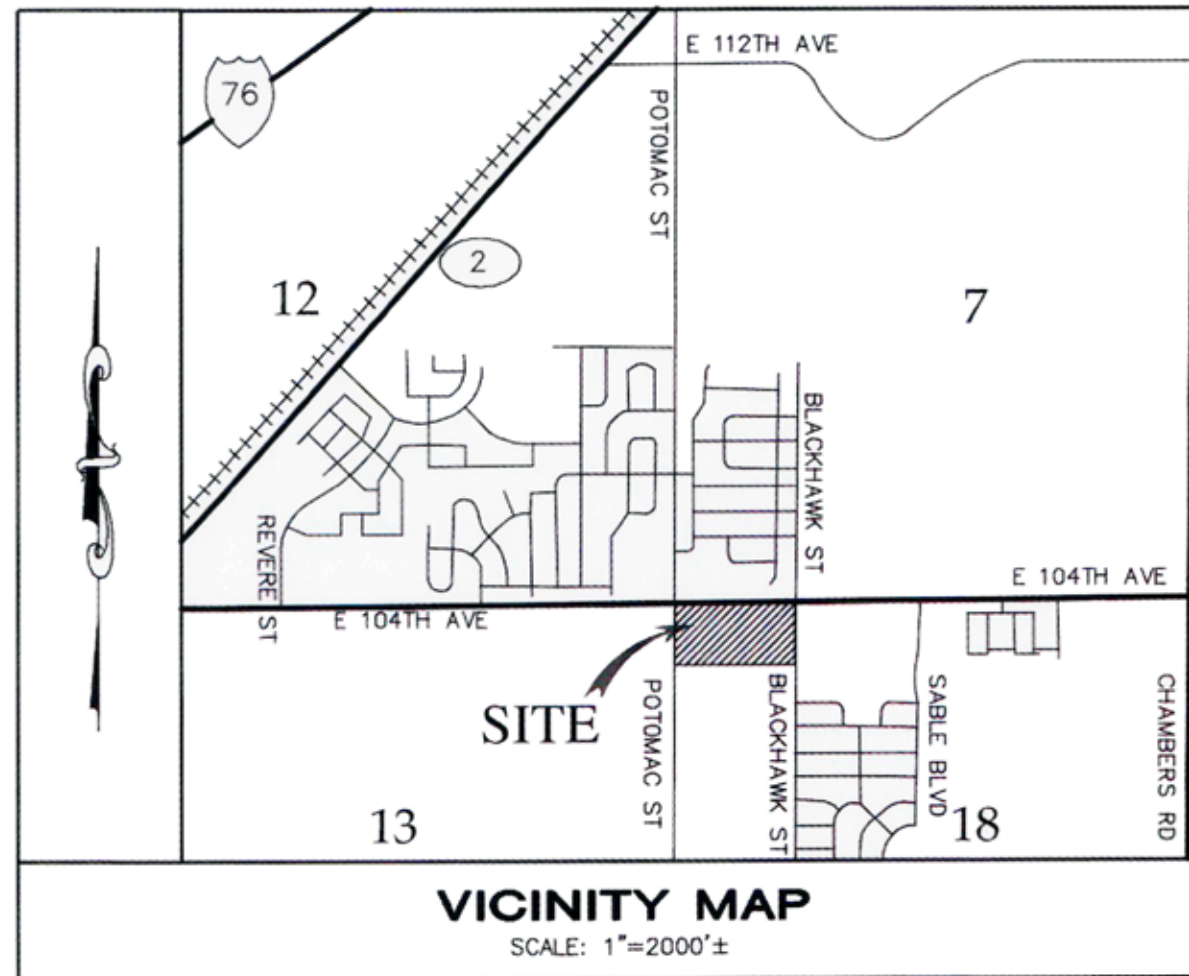 E 112TH AVE
76
POTOMAC ST
2
12
7
BLACKHAWK ST
REVERE ST
E 104TH AVE
E 104TH AVE
SITE
POTOMAC ST
BLACKHAWK ST
SABLE BLVD
CHAMBERS RD
13
18
VICINITY MAP
SCALE: 1"=2000'±